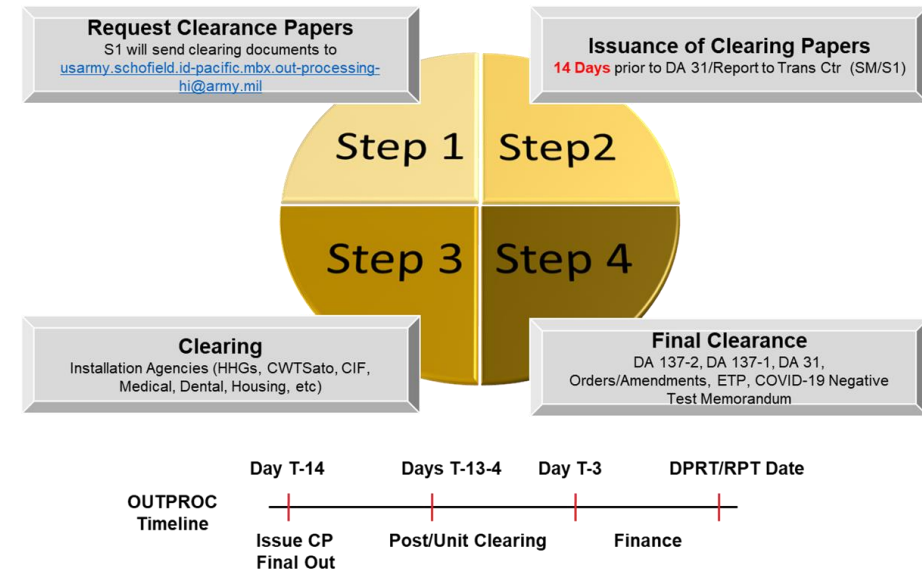 Request Clearance Papers
S1 will send clearing documents to
usarmy.schofield.id-pacific.mbx.out-processing-
hi@army.mil
Issuance of Clearing Papers
14 Days prior to DA 31/Report to Trans Ctr (SM/S1)
Step 1
Step2
Step 3
Step 4
Clearing
Installation Agencies (HHGs, CWTSato, CIF,
Medical, Dental, Housing, etc)
Final Clearance
DA 137-2, DA 137-1, DA 31,
Orders/Amendments, ETP, COVID-19 Negative
Test Memorandum
Day T-14
Days T-13-4
Day T-3
DPRT/RPT Date
OUTPROC
Timeline
Issue CP
Final Out
Post/Unit Clearing
Finance